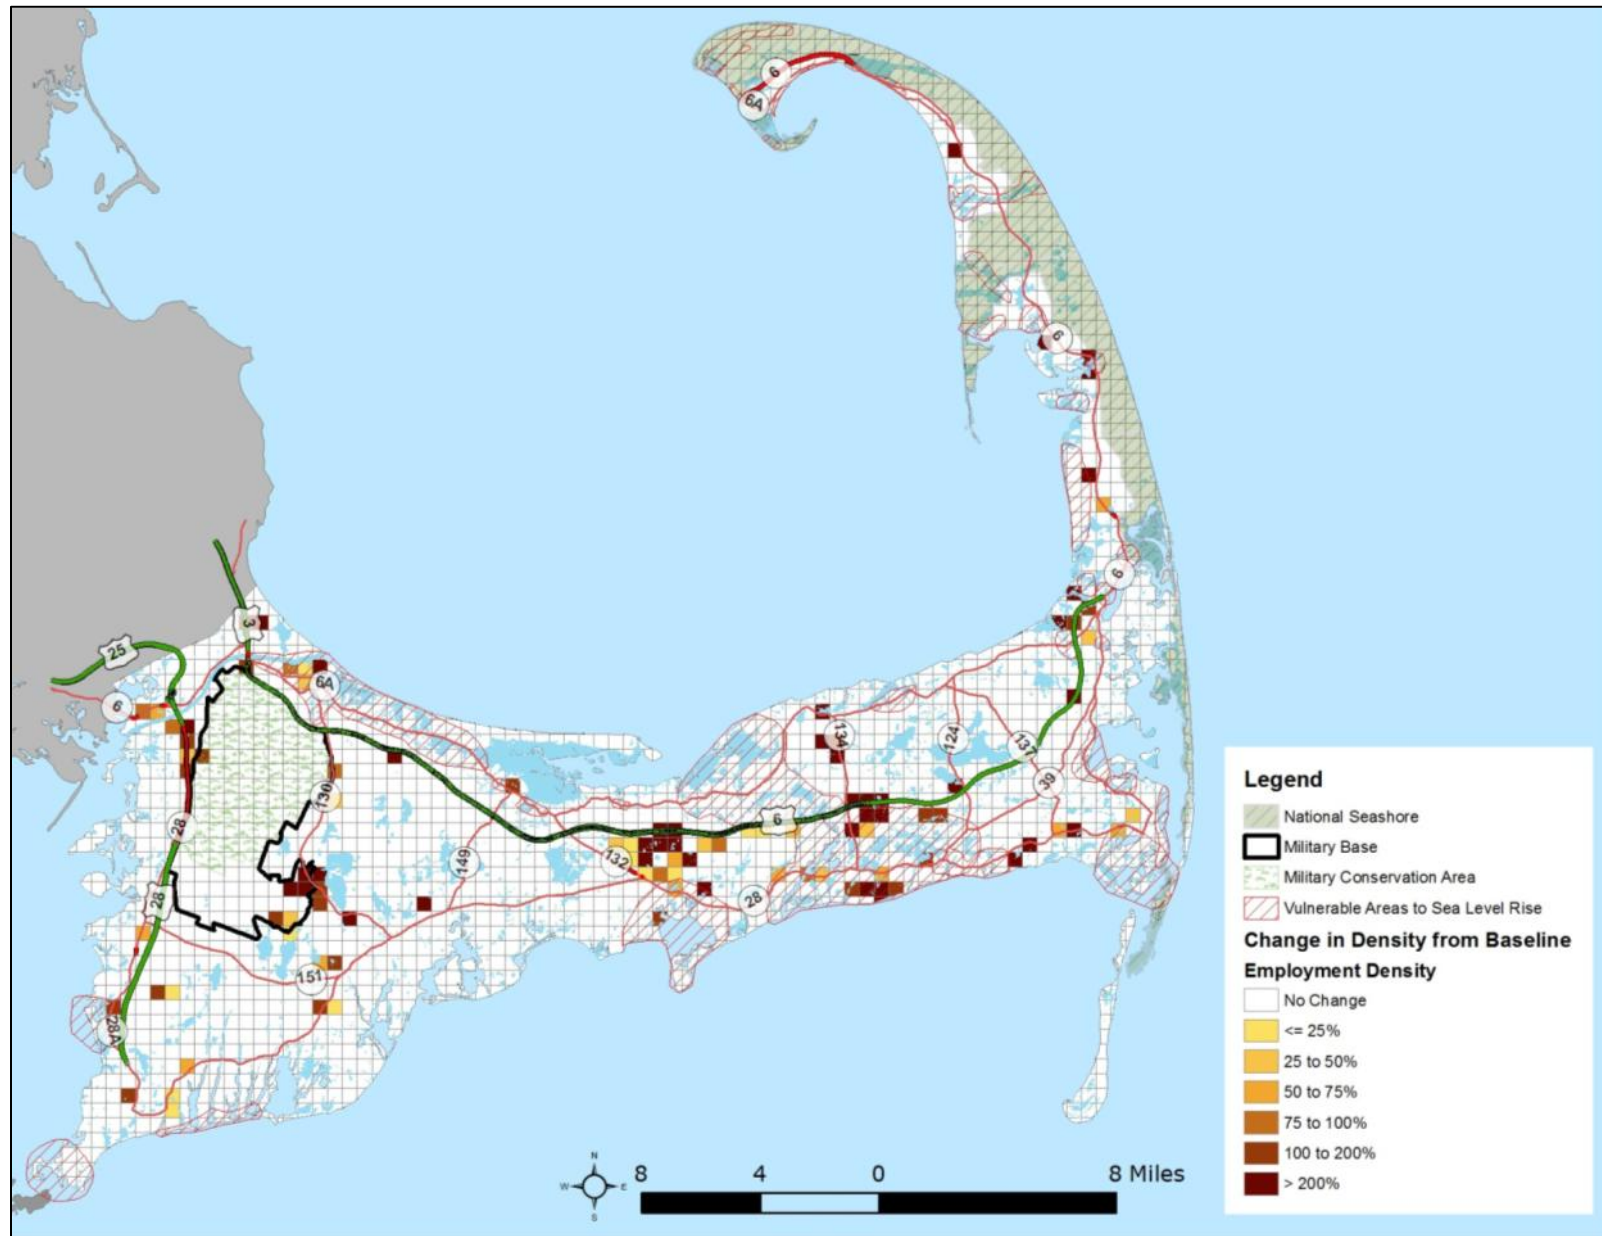 6
6A
6
6
3
25
6
6A
28
130
28
149
132
6
28
134
124
137
39
151
28A
N
W
E
S
8
4
0
8 Miles
Legend
National Seashore
Military Base
Military Conservation Area
Vulnerable Areas to Sea Level Rise
Change in Density from Baseline
Employment Density
No Change
<= 25%
25 to 50%
50 to 75%
75 to 100%
100 to 200%
> 200%